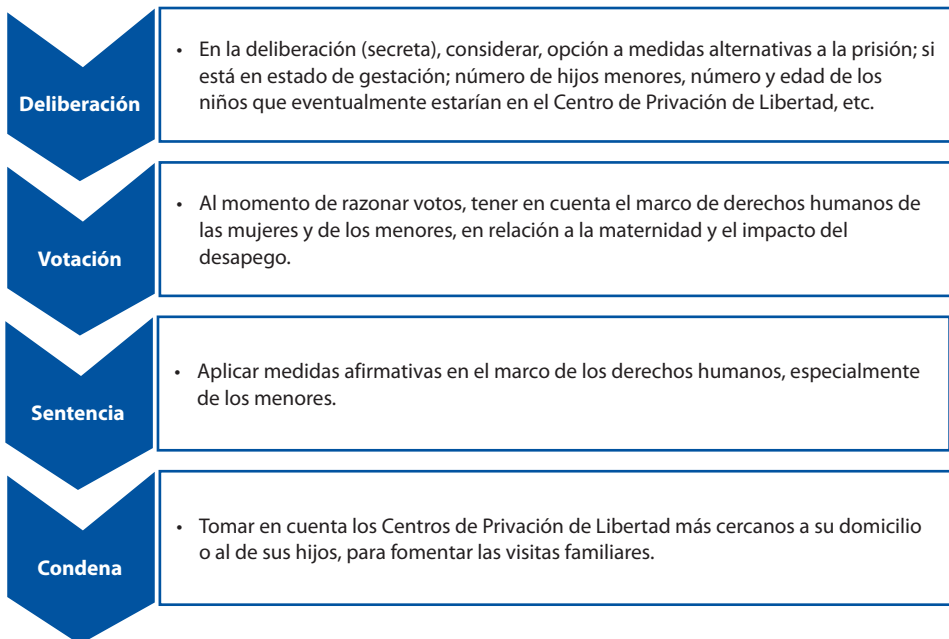 Deliberación
• En la deliberación (secreta), considerar, opción a medidas alternativas a la prisión; si
está en estado de gestación; número de hijos menores, número y edad de los
niños que eventualmente estarían en el Centro de Privación de Libertad, etc.
Votación
• Al momento de razonar votos, tener en cuenta el marco de derechos humanos de
las mujeres y de los menores, en relación a la maternidad y el impacto del
desapego.
Sentencia
• Aplicar medidas afirmativas en el marco de los derechos humanos, especialmente
de los menores.
Condena
• Tomar en cuenta los Centros de Privación de Libertad más cercanos a su domicilio
o al de sus hijos, para fomentar las visitas familiares.